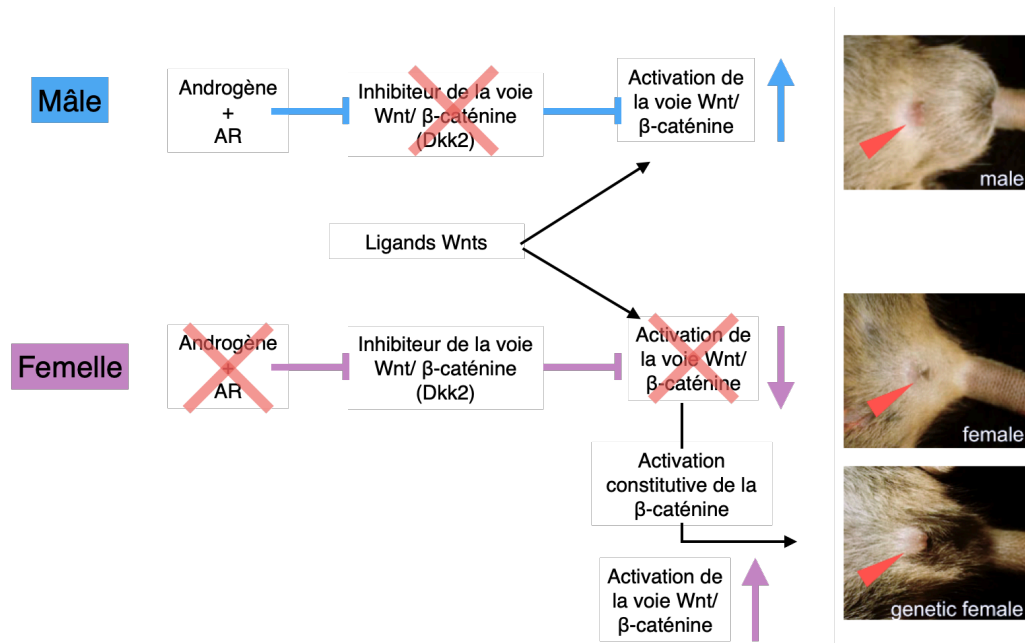 Mâle
Androgène
+
AR
Inhibiteur de la voie
Wnt/ β-caténine
(Dkk2)
Activation de
la voie Wnt/
β-caténine
male
Ligands Wnts
Femelle
Androgène
+
AR
Inhibiteur de la voie
Wnt/ β-caténine
(Dkk2)
Activation de
la voie Wnt/
β-caténine
female
Activation
constitutive de la
β-caténine
Activation de
la voie Wnt/
β-caténine
genetic female